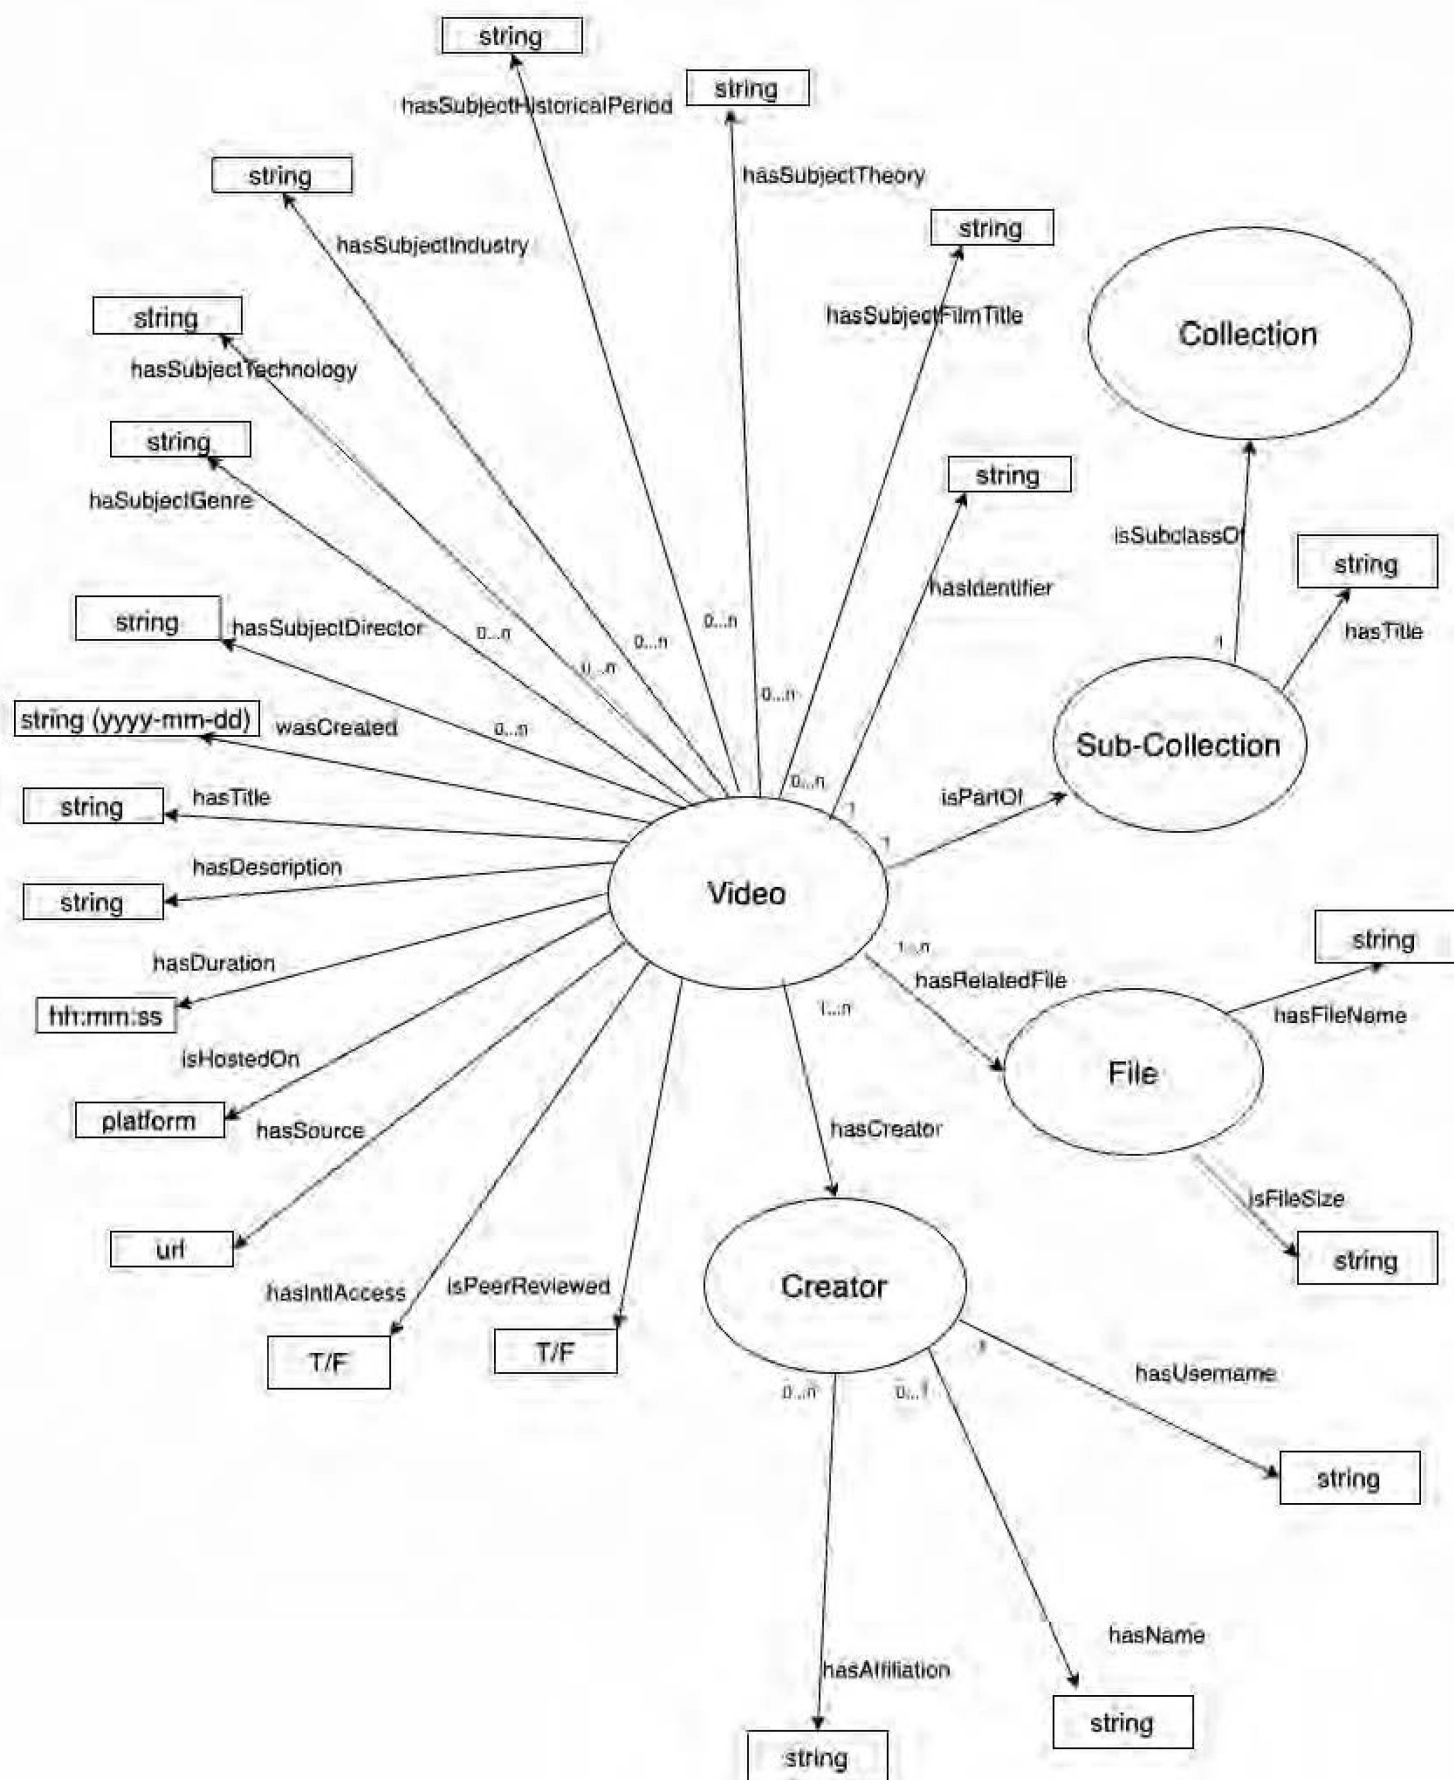 string
string
hasSubjectHistoricalPeriod
string
hasSubjectTheory
string
hasSubjectIndustry
string
hasSubjectFilmTitle
Collection
hasSubjectTechnology
string
string
haSubjectGenre
isSubclassOf
string
hasIdentifier
string
hasSubjectDirector
0...n
0...n
0...n
0...n
hasTitle
n
0...n
string (yyyy-mm-dd)
wasCreated
0...n
Sub-Collection
0...n
hasTitle
string
isPartOf
1
1
hasDescription
string
Video
hasDuration
hh:mm:ss
1...n
hasRelatedFile
string
hasFileName
1...n
isHostedOn
platform
File
hasSource
hasCreator
isFileSize
string
url
hasIntlAccess
isPeerReviewed
Creator
T/F
T/F
0...n
0...1
hasUsername
string
hasName
hasAffiliation
string
string